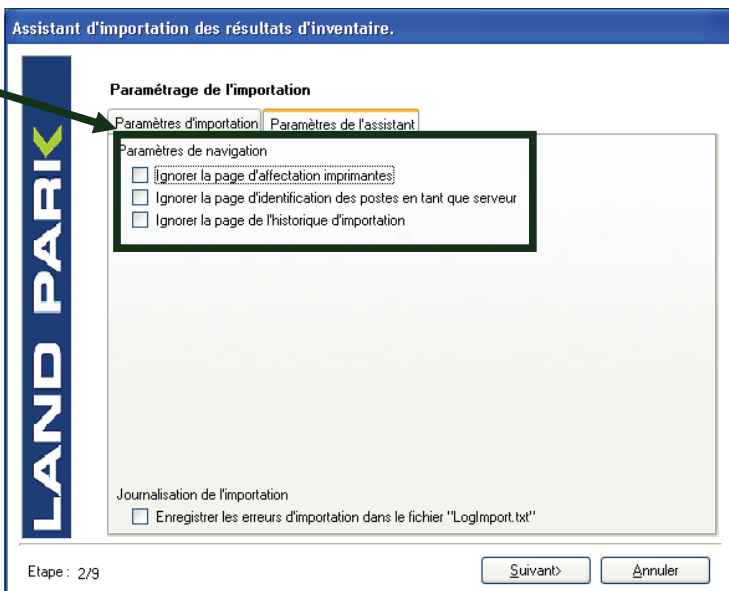 Assistant d'importation des résultats d'inventaire.
LAND PARK
Paramétrage de l'importation
Paramètres d'importation
Paramètres de l'assistant
Paramètres de navigation
Ignorer la page d'affectation imprimantes
Ignorer la page d'identification des postes en tant que serveur
Ignorer la page de l'historique d'importation
Journalisation de l'importation
Enregistrer les erreurs d'importation dans le fichier "LogImport.txt"
Etape : 2/9
Suivant>
Annuler